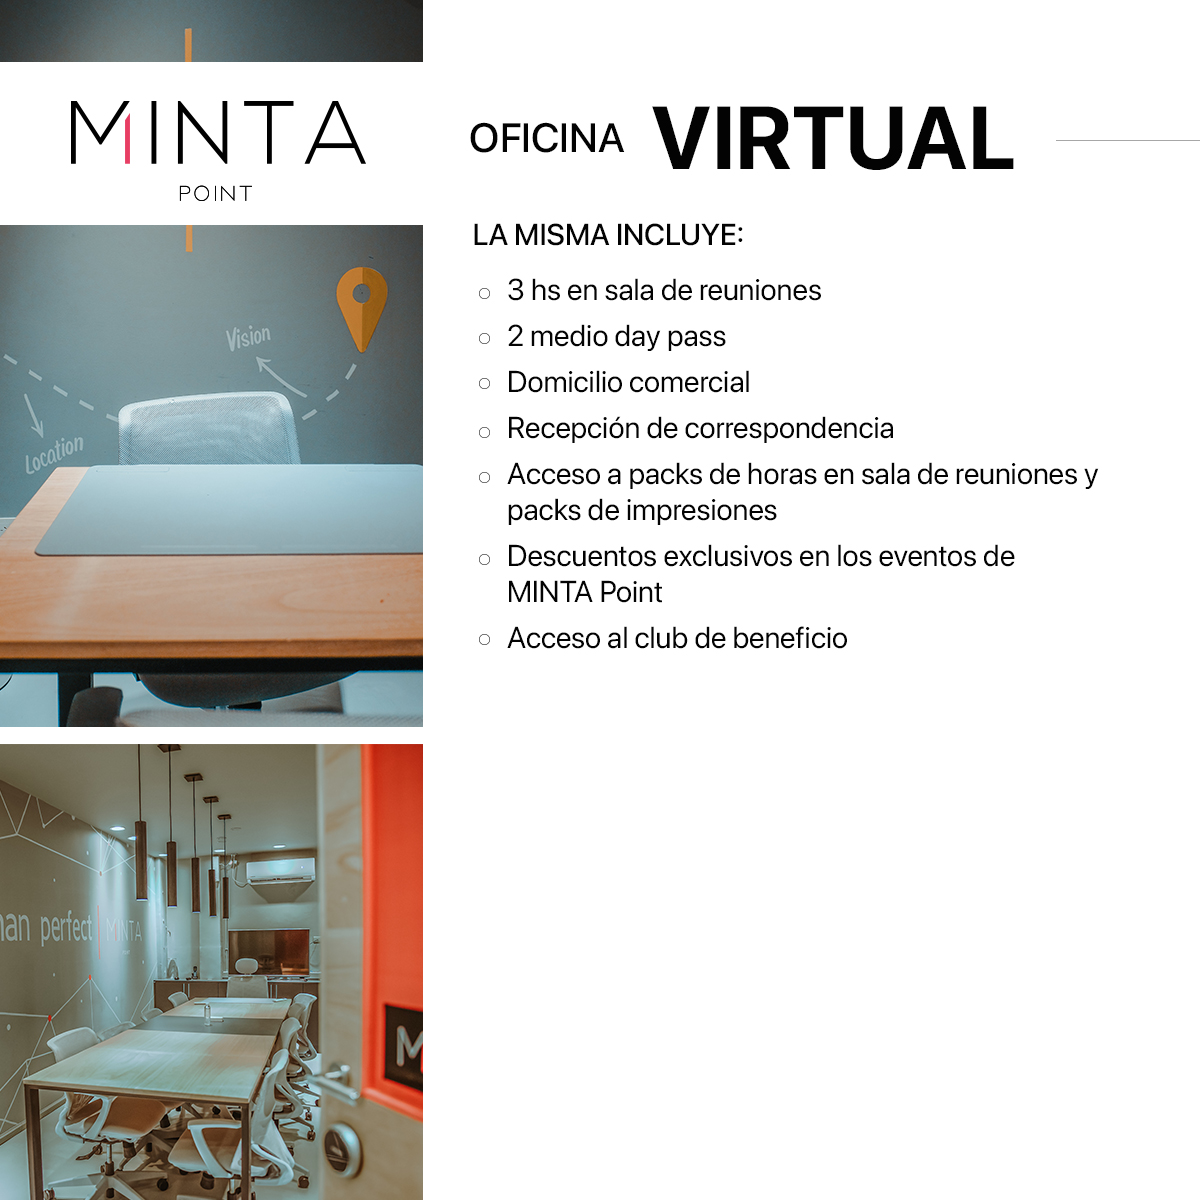 MINTA
POINT
OFICINA VIRTUAL
LA MISMA INCLUYE:
3 hs en sala de reuniones
2 medio day pass
Domicilio comercial
Recepción de correspondencia
Acceso a packs de horas en sala de reuniones y
packs de impresiones
Descuentos exclusivos en los eventos de
MINTA Point
Acceso al club de beneficio
Vision
Location
perfect MINTA
M